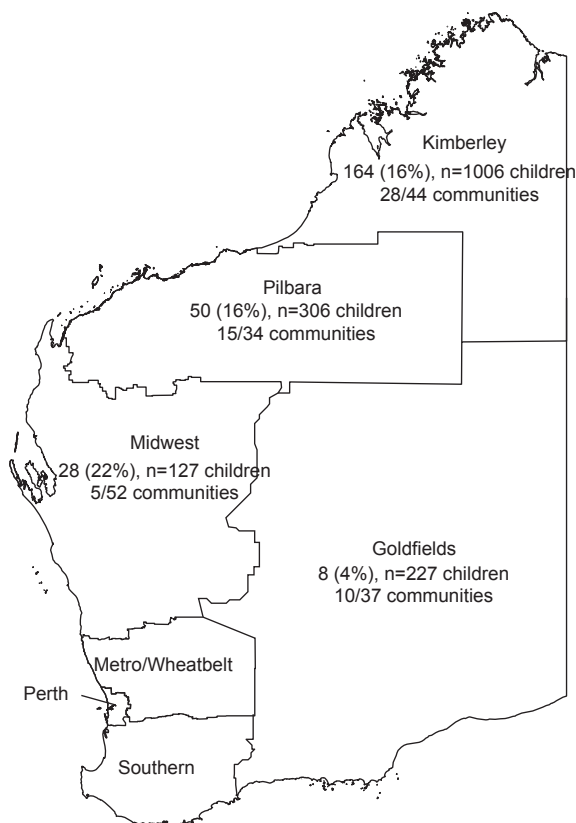 Kimberley
164 (16%), n=1006 children
28/44 communities
Pilbara
50 (16%), n=306 children
15/34 communities
Midwest
28 (22%), n=127 children
5/52 communities
Goldfields
8 (4%), n=227 children
10/37 communities
Metro/Wheatbelt
Perth
Southern